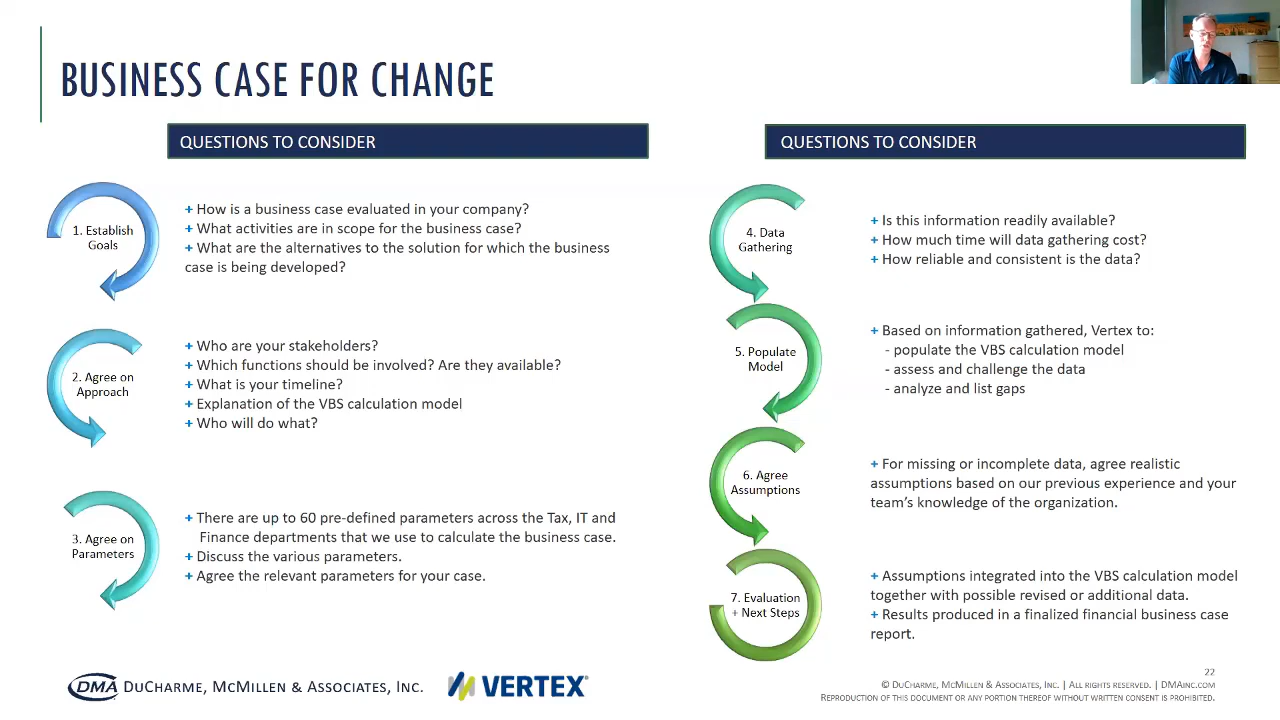 BUSINESS CASE FOR CHANGE
QUESTIONS TO CONSIDER
1. Establish
Goals
+ How is a business case evaluated in your company?
+ What activities are in scope for the business case?
+ What are the alternatives to the solution for which the business
case is being developed?
2. Agree on
Approach
+ Who are your stakeholders?
+ Which functions should be involved? Are they available?
+ What is your timeline?
+ Explanation of the VBS calculation model
+ Who will do what?
3. Agree on
Parameters
+ There are up to 60 pre-defined parameters across the Tax, IT and
Finance departments that we use to calculate the business case.
+ Discuss the various parameters.
+ Agree the relevant parameters for your case.
QUESTIONS TO CONSIDER
4. Data
Gathering
+ Is this information readily available?
+ How much time will data gathering cost?
+ How reliable and consistent is the data?
5. Populate
Model
+ Based on information gathered, Vertex to:
- populate the VBS calculation model
- assess and challenge the data
- analyze and list gaps
6. Agree
Assumptions
+ For missing or incomplete data, agree realistic
assumptions based on our previous experience and your
team's knowledge of the organization.
7. Evaluation
+ Next Steps
+ Assumptions integrated into the VBS calculation model
together with possible revised or additional data.
+ Results produced in a finalized financial business case
report.
DMA DuCharme, McMillen & Associates, Inc.
VERTEX®
22
© DuCharme, McMillen & Associates, Inc. | All rights reserved. | DMAinc.com
Reproduction of this document or any portion thereof without written consent is prohibited.